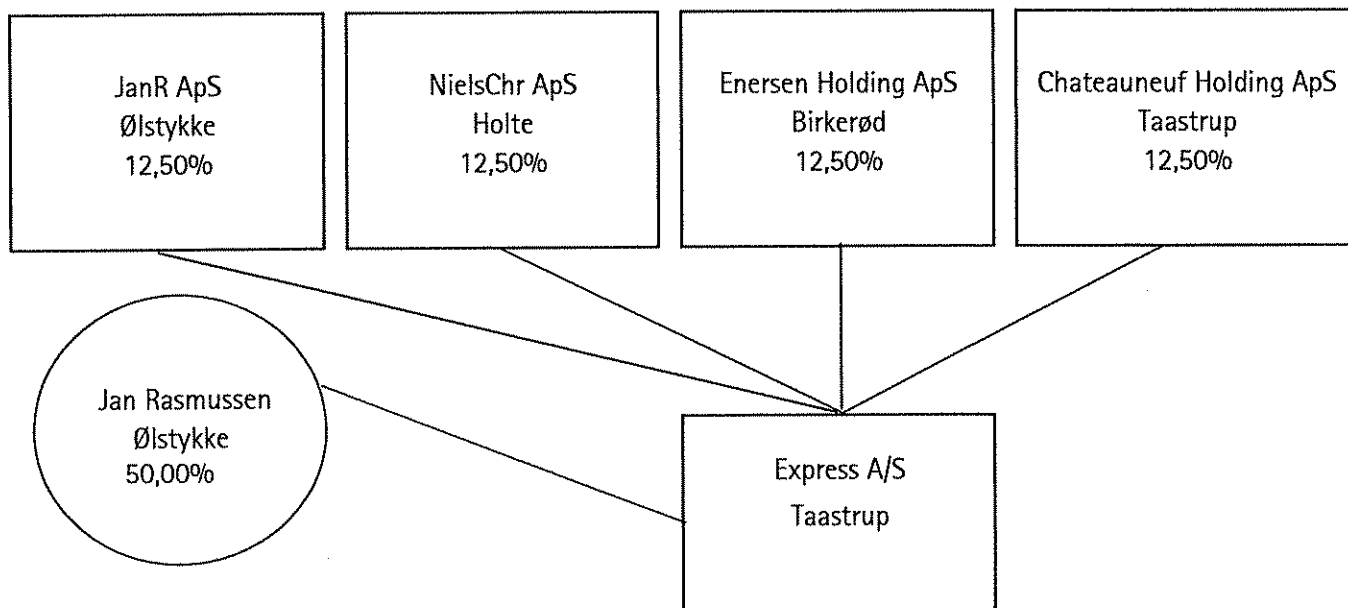 JanR ApS
Ølstykke
12,50%
NielsChr ApS
Holte
12,50%
Enersen Holding ApS
Birkerød
12,50%
Chateauneuf Holding ApS
Taastrup
12,50%
Jan Rasmussen
Ølstykke
50,00%
Express A/S
Taastrup